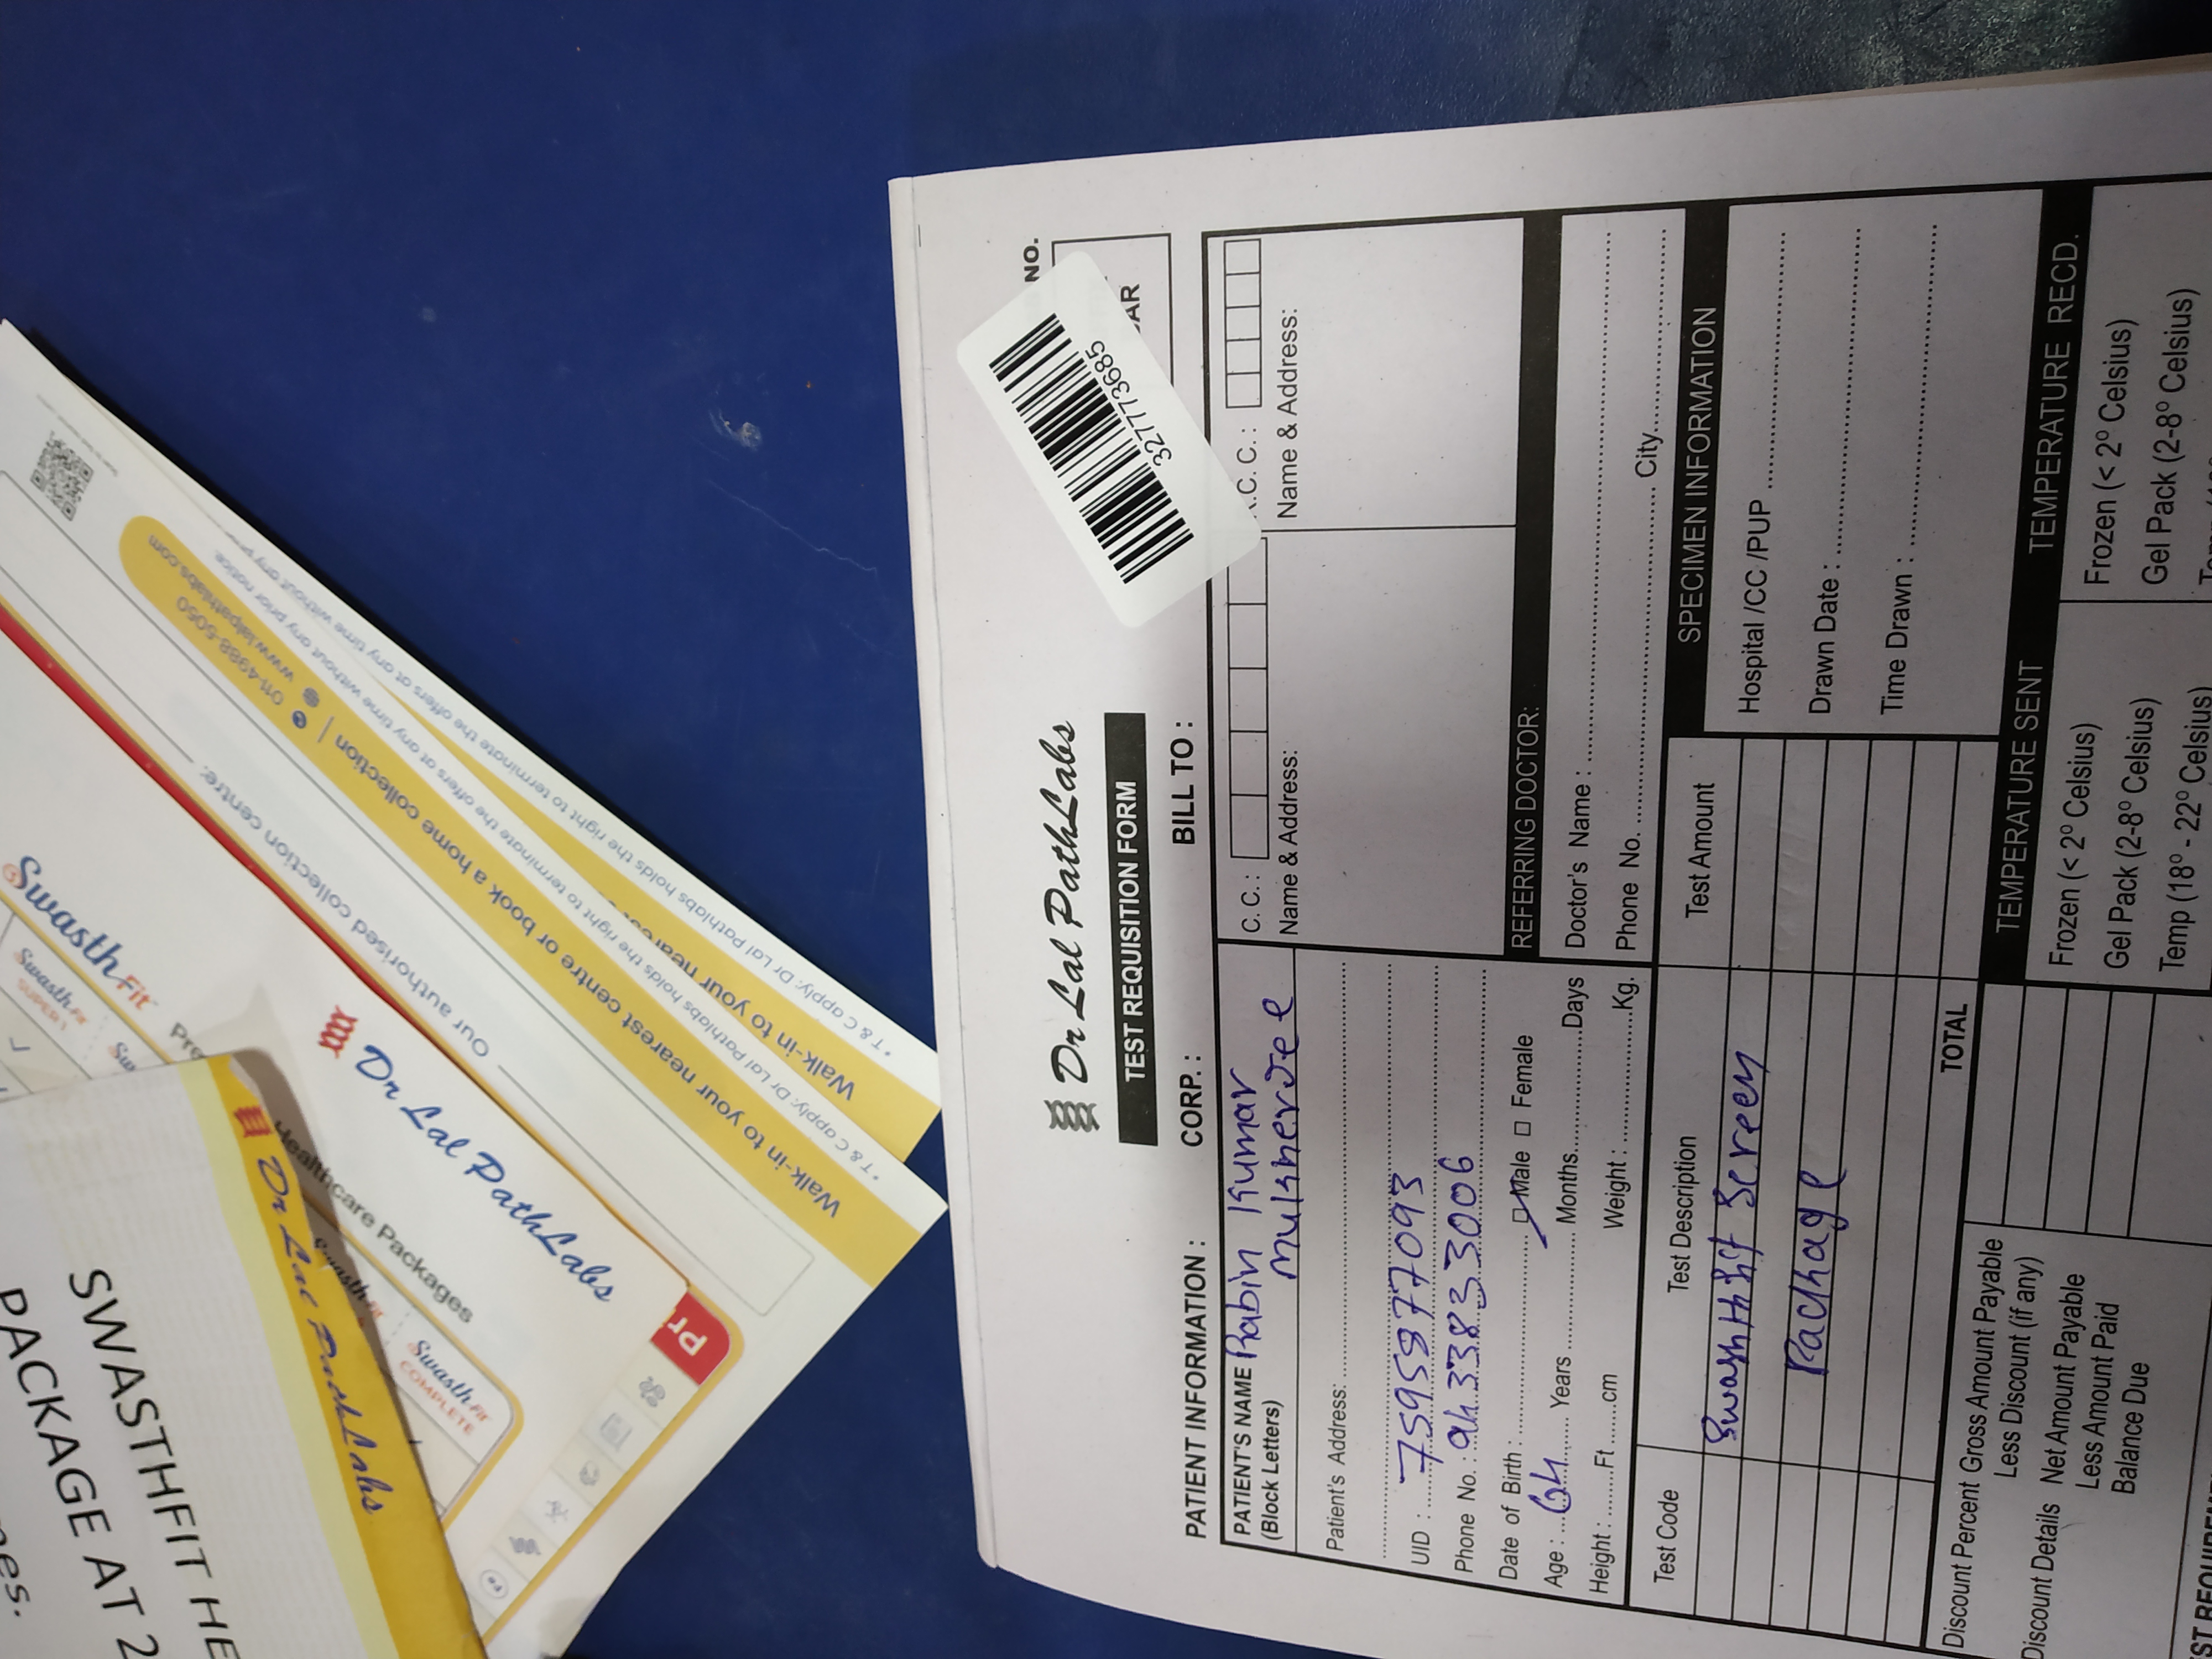 nes.
PACKAGE AT 2
SWASTHFIT HE
Dr Lal PathLabs
SwasthFit
SwasthFit
SUPER 1
Pre
Healthcare Packages
SwasthFit
COMPLETE
Dr Lal PathLabs
Pri
Our authorised collection centre:
Walk-in to your nearest centre or book a home collection | 011-4988-5050
www.lalpathlabs.com
* T & C apply: Dr Lal Pathlabs holds the right to terminate the offers at any time without any prior notice.
Walk-in to your nearest
* T & C apply: Dr Lal Pathlabs holds the right to terminate the offers at any time without any
Dr Lal PathLabs
NO.
TEST REQUISITION FORM
327773685
AR
PATIENT INFORMATION : CORP. : BILL TO :
PATIENT'S NAME Rabin Kumar
(Block Letters) Mukherjee
C. C. : .C. C. :
Name & Address: Name & Address:
Patient's Address:
UID : 7595877093
Phone No. : 9433833006
Date of Birth : Male Female
REFERRING DOCTOR:
Age : 64 Years Months Days
Doctor's Name :
Height : Ft cm Weight : Kg.
Phone No. City
Test Code Test Description Test Amount
SPECIMEN INFORMATION
Swashthfit Screen
Package
Hospital /CC /PUP
Drawn Date :
Time Drawn :
TOTAL
Discount Percent Gross Amount Payable
Less Discount (if any)
Discount Details Net Amount Payable
Less Amount Paid
Balance Due
TEMPERATURE SENT TEMPERATURE RECD.
Frozen (< 2° Celsius) Frozen (< 2° Celsius)
Gel Pack (2-8° Celsius) Gel Pack (2-8° Celsius)
Temp (18° - 22° Celsius)